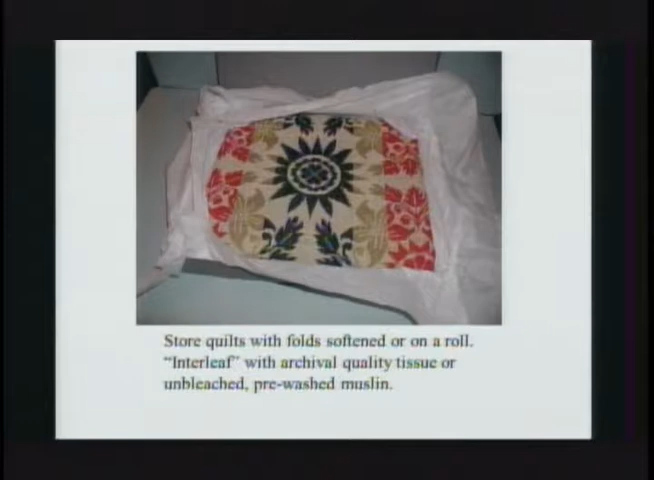 Store quilts with folds softened or on a roll.
“Interleaf” with archival quality tissue or
unbleached, pre-washed muslin.